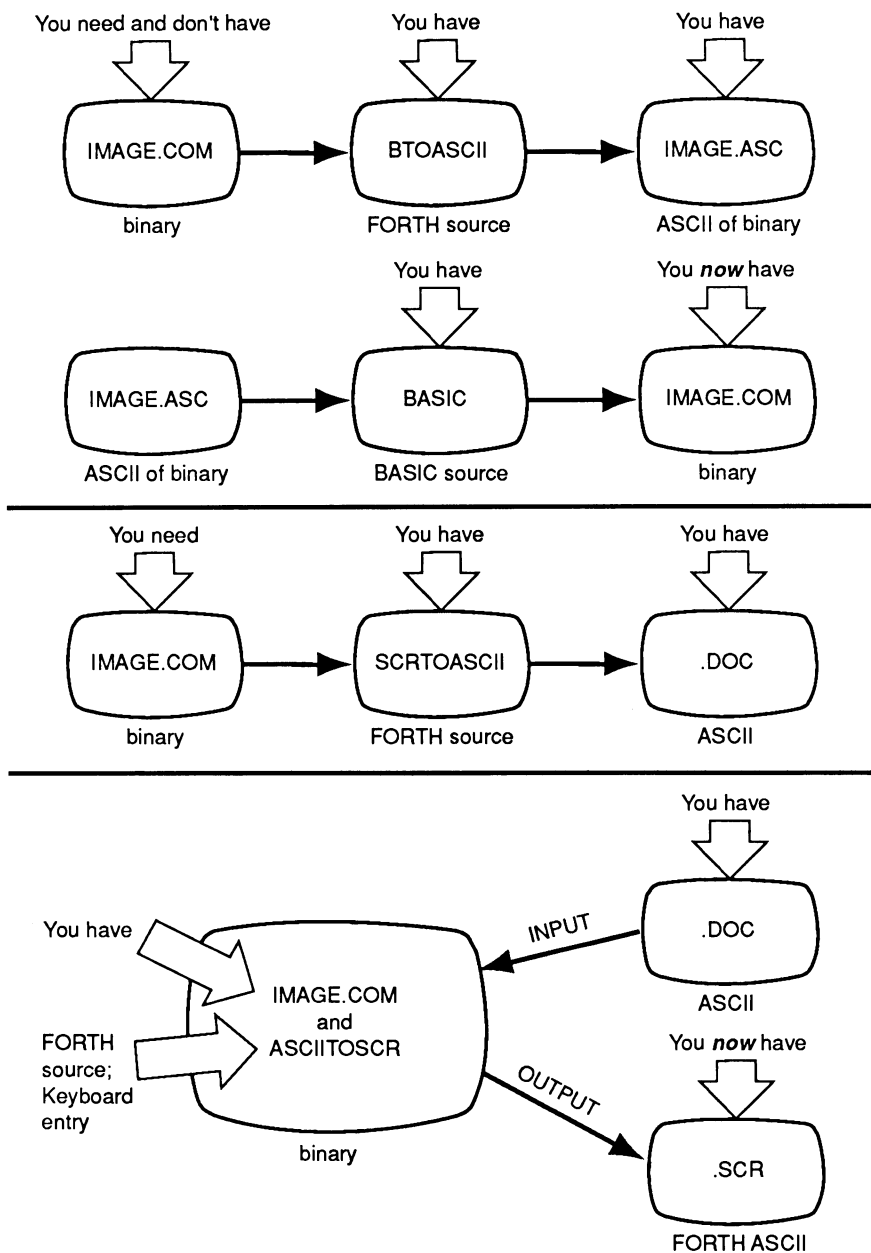 You need and don't have
You have
You have
IMAGE.COM
BTOASCII
IMAGE.ASC
binary
FORTH source
ASCII of binary
You have
You now have
IMAGE.ASC
BASIC
IMAGE.COM
ASCII of binary
BASIC source
binary
You need
You have
You have
IMAGE.COM
SCRTOASCII
.DOC
binary
FORTH source
ASCII
You have
You have
INPUT
.DOC
IMAGE.COM
and
ASCIITOSCR
ASCII
FORTH
source;
Keyboard
entry
You now have
OUTPUT
binary
.SCR
FORTH ASCII